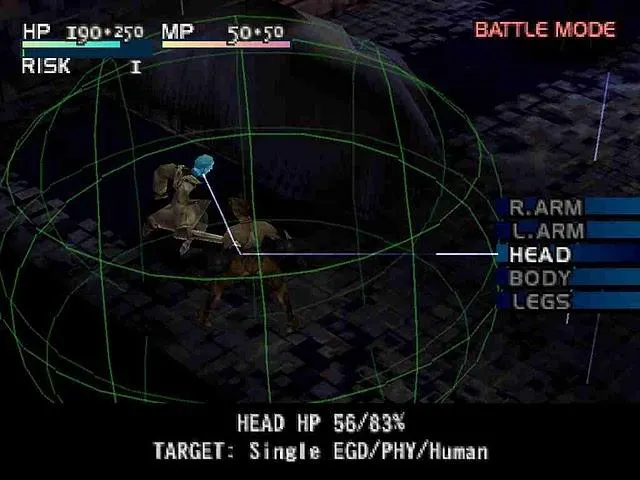 HP 190+250 MP 50+50
BATTLE MODE
RISK 1
R.ARM
L.ARM
HEAD
BODY
LEGS
HEAD HP 56/83%
TARGET: Single EGD/PHY/Human